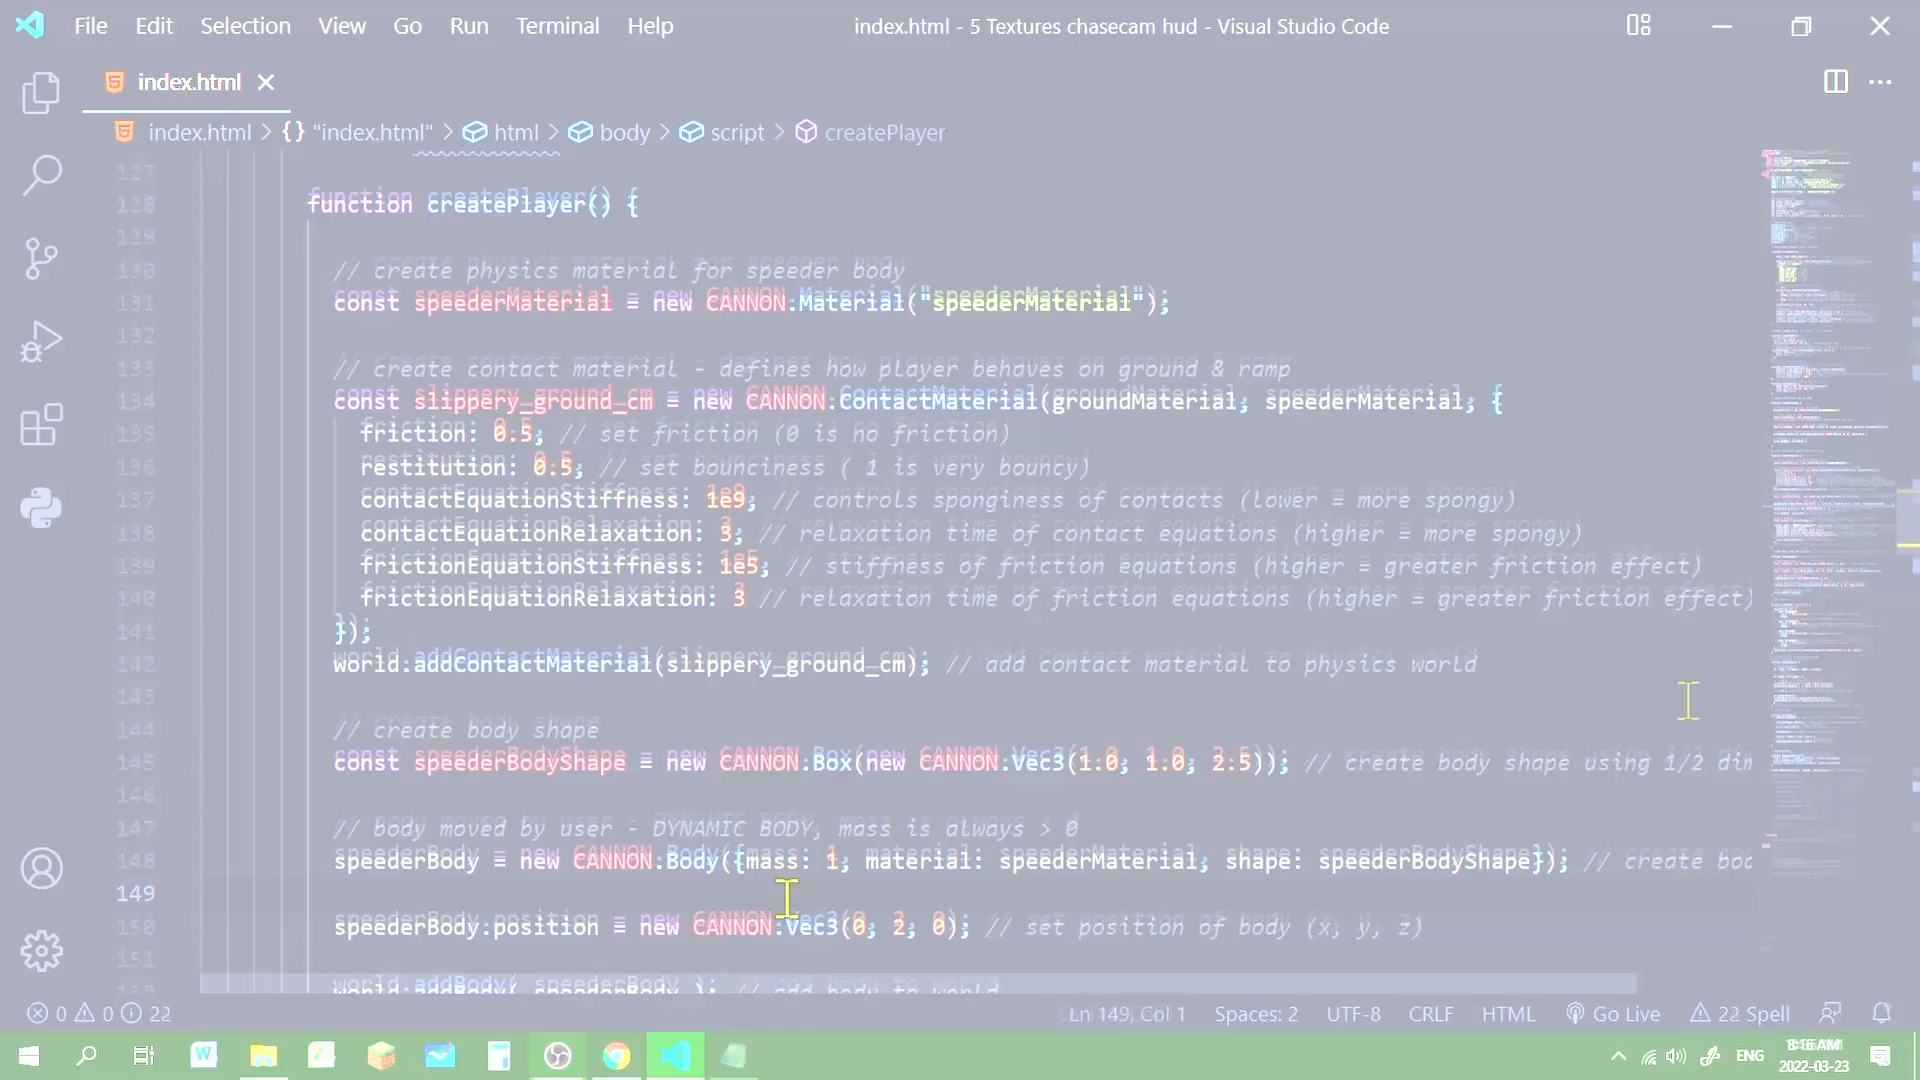 File Edit Selection View Go Run Terminal Help index.html - 5 Textures chasecam hud - Visual Studio Code
index.html
index.html > {} "index.html" > html > body > script > createPlayer
127
128 function createPlayer() {
129
130 // create physics material for speeder body
131 const speederMaterial = new CANNON.Material("speederMaterial");
132
133 // create contact material - defines how player behaves on ground & ramp
134 const slippery_ground_cm = new CANNON.ContactMaterial(groundMaterial, speederMaterial, {
135 friction: 0.5, // set friction (0 is no friction)
136 restitution: 0.5, // set bounciness ( 1 is very bouncy)
137 contactEquationStiffness: 1e9, // controls sponginess of contacts (lower = more spongy)
138 contactEquationRelaxation: 3, // relaxation time of contact equations (higher = more spongy)
139 frictionEquationStiffness: 1e5, // stiffness of friction equations (higher = greater friction effect)
140 frictionEquationRelaxation: 3 // relaxation time of friction equations (higher = greater friction effect)
141 });
142 world.addContactMaterial(slippery_ground_cm); // add contact material to physics world
143
144 // create body shape
145 const speederBodyShape = new CANNON.Box(new CANNON.Vec3(1.0, 1.0, 2.5)); // create body shape using 1/2 dim
146
147 // body moved by user - DYNAMIC BODY, mass is always > 0
148 speederBody = new CANNON.Body({mass: 1, material: speederMaterial, shape: speederBodyShape}); // create bod
149
150 speederBody.position = new CANNON.Vec3(0, 2, 0); // set position of body (x, y, z)
151
world.addBody( speederBody ); // add body to world
0 0 22 Ln 149, Col 1 Spaces: 2 UTF-8 CRLF HTML Go Live 22 Spell
ENG 8:16 AM
2022-03-23